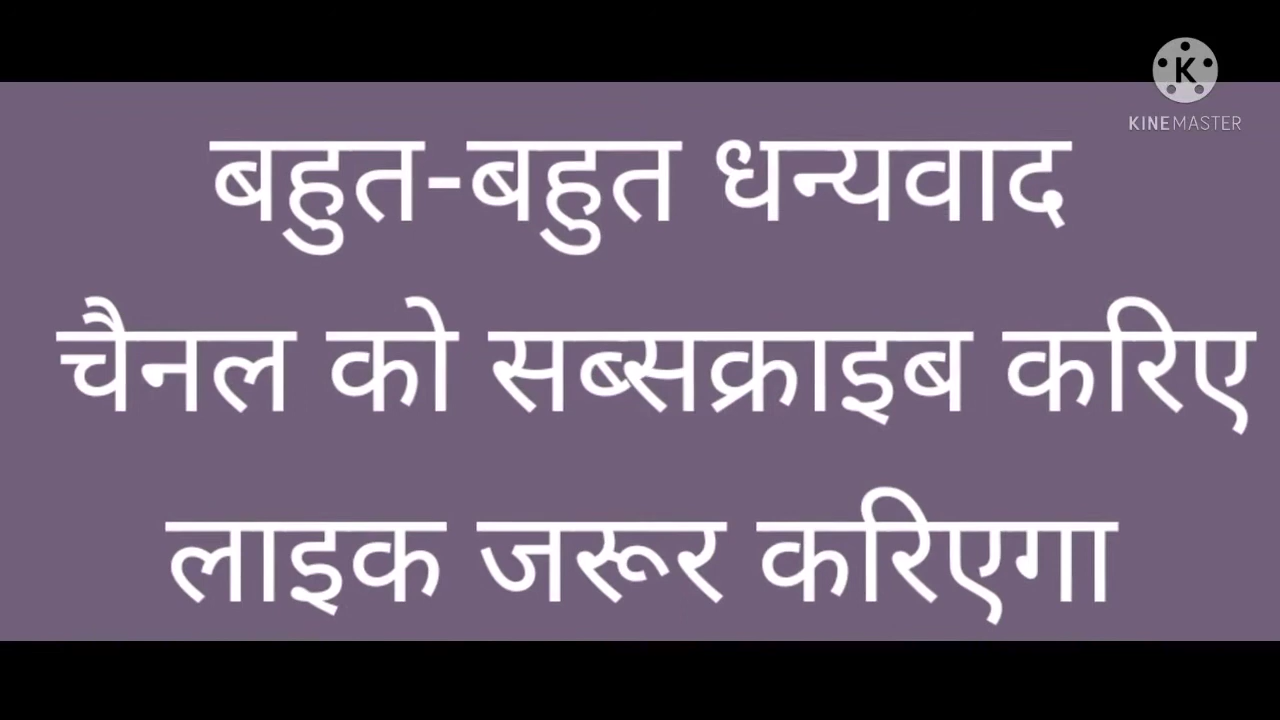 KINEMASTER
बहुत-बहुत धन्यवाद
चैनल को सब्सक्राइब करिए
लाइक जरूर करिएगा